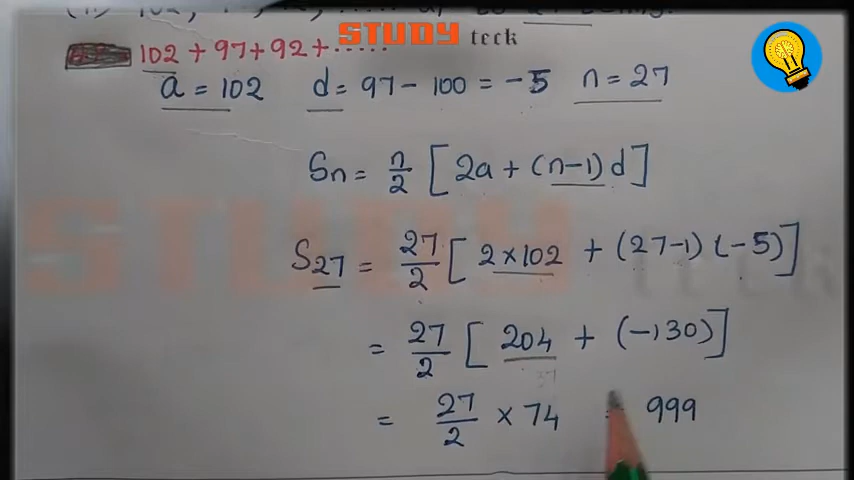 STUDY teck
102 + 97 + 92 + ......
a = 102 d = 97 - 100 = -5 n = 27
Sn = n/2 [2a + (n-1) d]
S27 = 27/2 [2 × 102 + (27-1) (-5)]
= 27/2 [204 + (-130)]
= 27/2 × 74 = 999